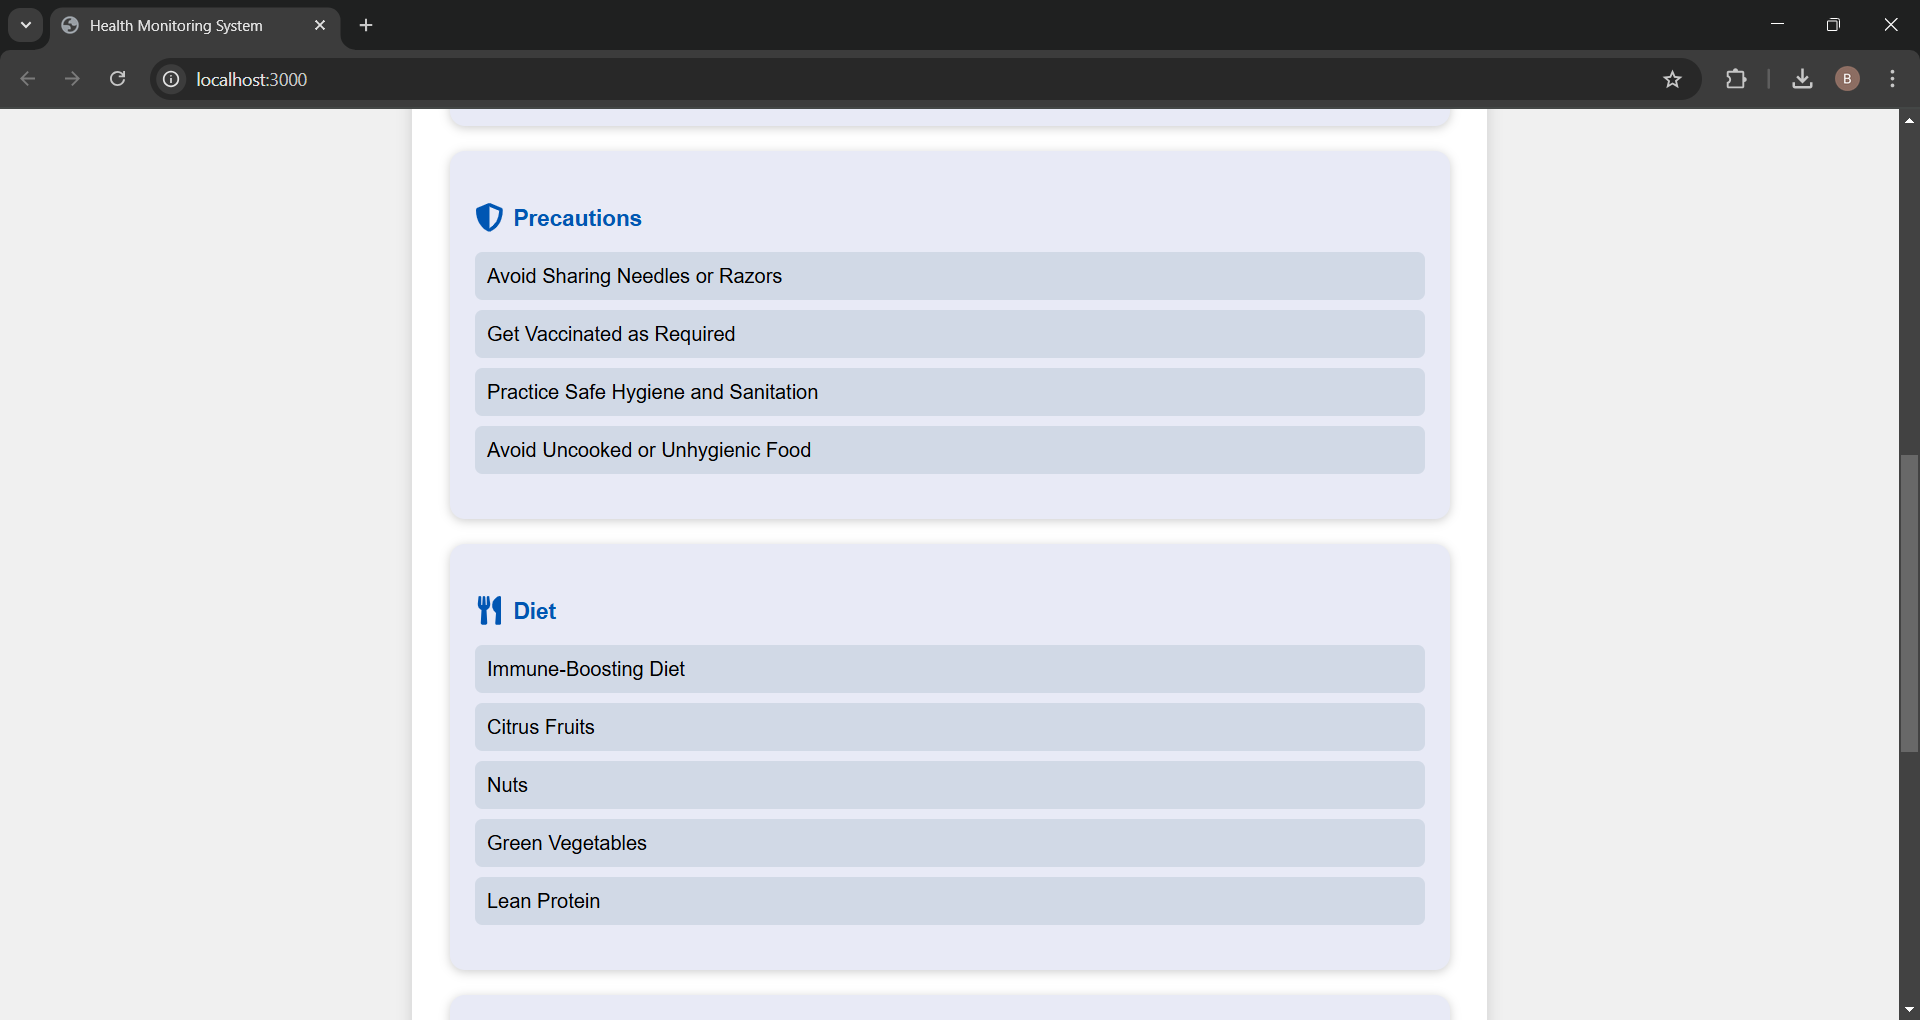 Health Monitoring System
localhost:3000
B
Precautions
Avoid Sharing Needles or Razors
Get Vaccinated as Required
Practice Safe Hygiene and Sanitation
Avoid Uncooked or Unhygienic Food
Diet
Immune-Boosting Diet
Citrus Fruits
Nuts
Green Vegetables
Lean Protein